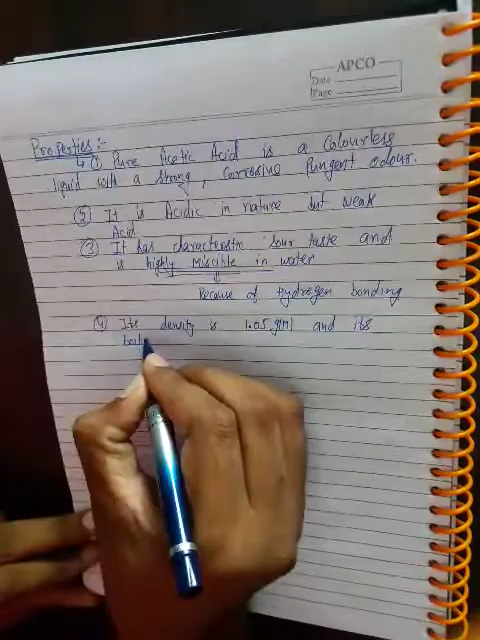 APCO
Date
Page
Properties:-
↳ ① Pure Acetic Acid is a Colourless
liquid with a strong, corrosive Pungent odour.
② It is Acidic in nature but weak
Acid.
③ It has characterstic sour taste and
is highly Miscible in water
⇓
Because of Hydrogen bonding
④ Its density is 1.05 g/ml and its
boil